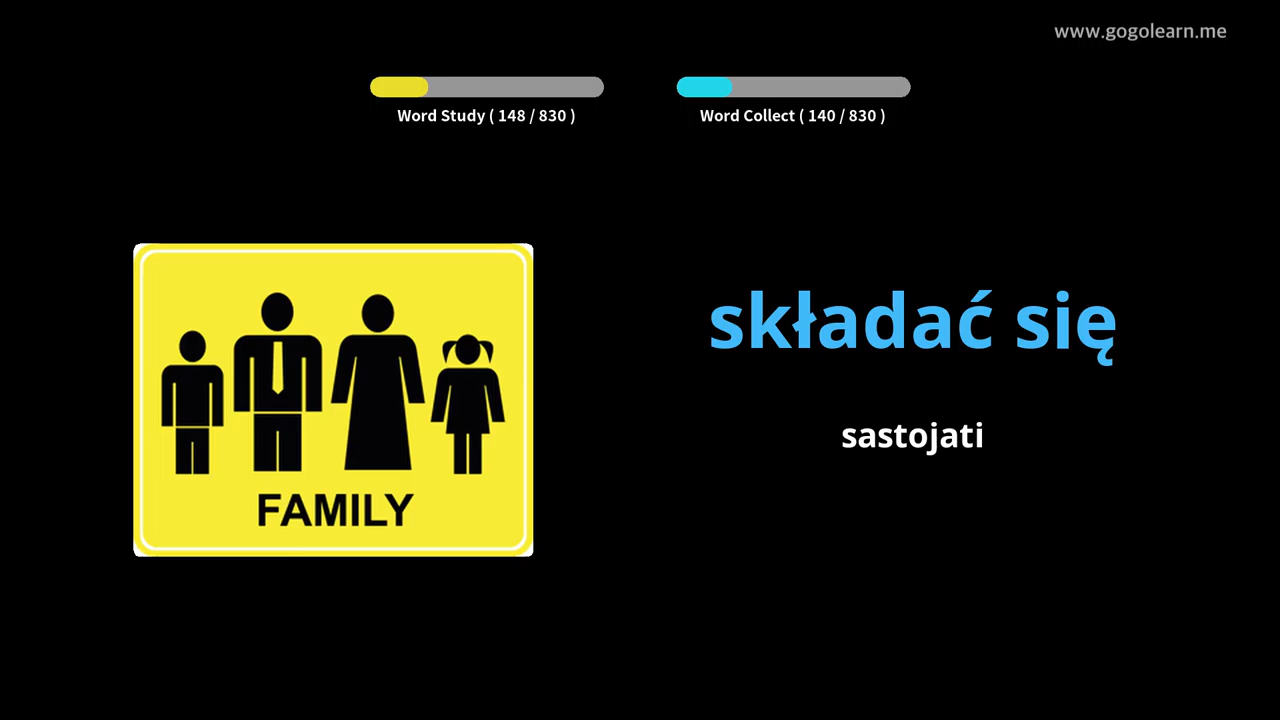 www.gogolearn.me
Word Study ( 148 / 830 )
Word Collect ( 140 / 830 )
składać się
sastojati
FAMILY